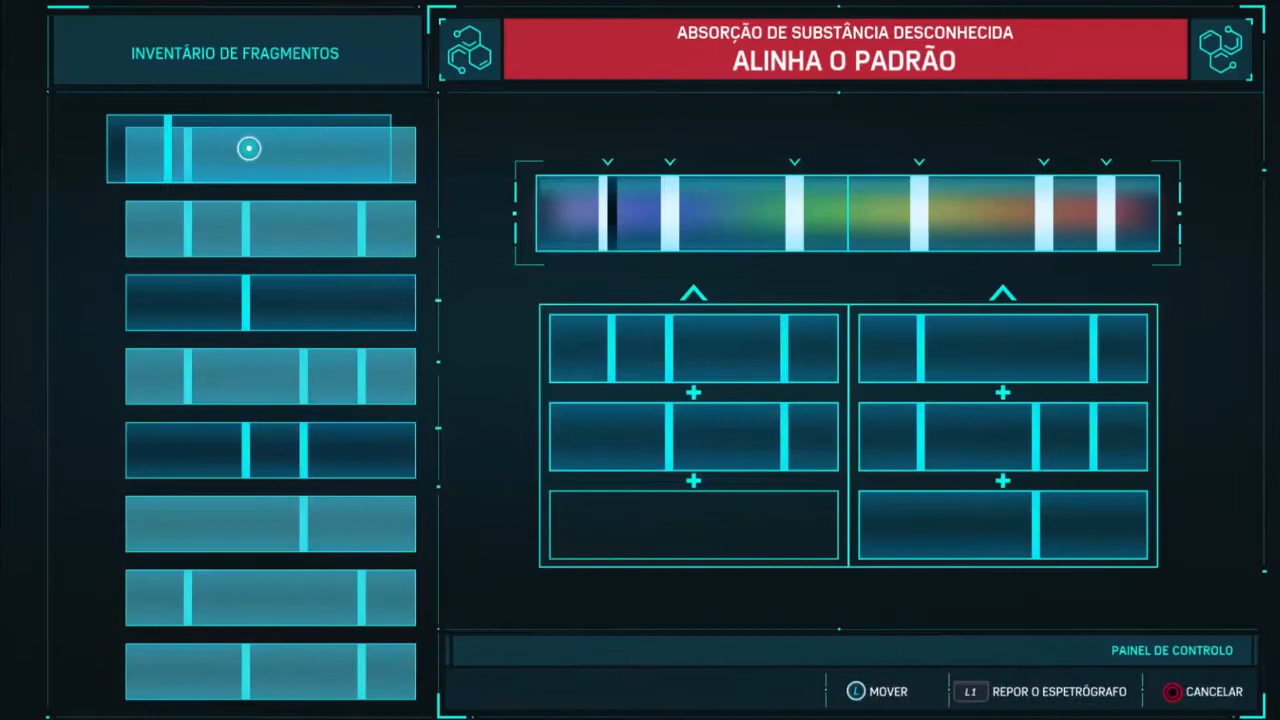 INVENTÁRIO DE FRAGMENTOS
ABSORÇÃO DE SUBSTÂNCIA DESCONHECIDA
ALINHA O PADRÃO
PAINEL DE CONTROLO
L MOVER
L1 REPOR O ESPETRÓGRAFO
CANCELAR